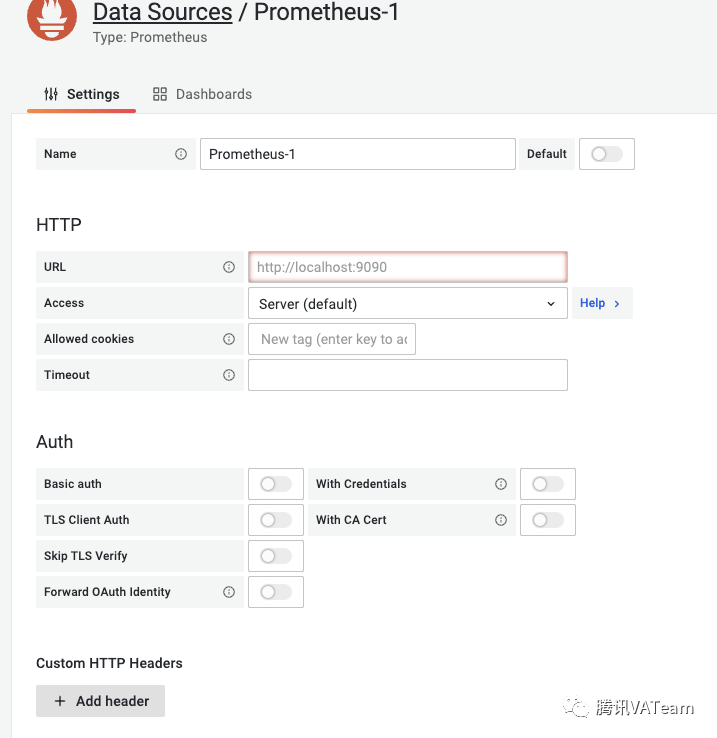 Data Sources / Prometheus-1
Type: Prometheus
Settings
Dashboards
Name
Prometheus-1
Default
HTTP
URL
http://localhost:9090
Access
Server (default)
Help
Allowed cookies
New tag (enter key to ac
Timeout
Auth
Basic auth
With Credentials
TLS Client Auth
With CA Cert
Skip TLS Verify
Forward OAuth Identity
Custom HTTP Headers
+ Add header
腾讯VATeam